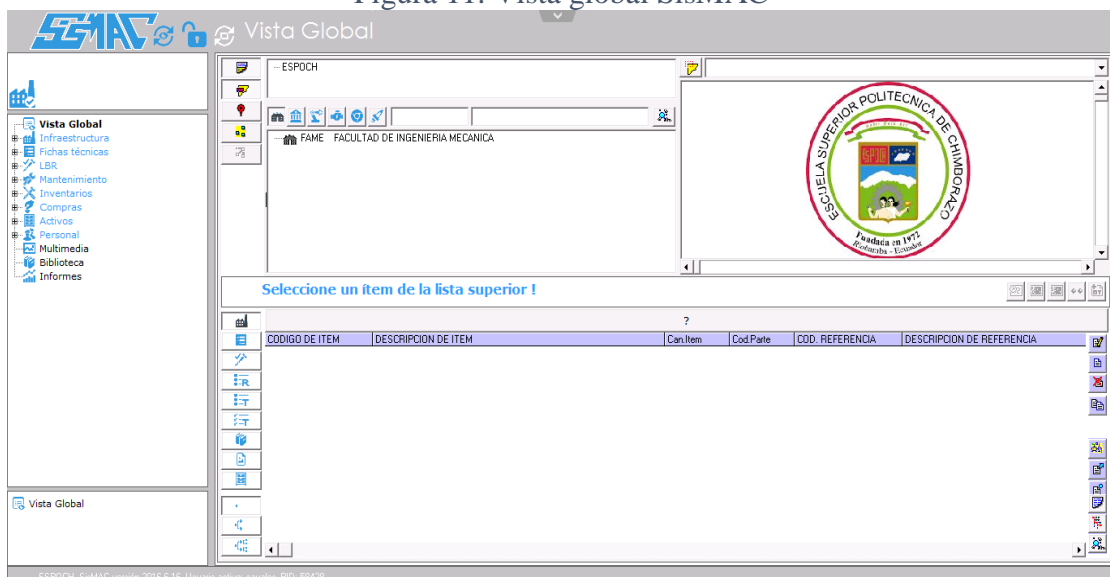 Figura 11: Vista global SisMAC
SisMAC
Vista Global
ESPOCH
FAME FACULTAD DE INGENIERIA MECANICA
ESCUELA SUPERIOR POLITECNICA DE CHIMBORAZO
Fundada en 1972
Riobamba - Ecuador
Vista Global
Infraestructura
Fichas técnicas
LBR
Mantenimiento
Inventarios
Compras
Activos
Personal
Multimedia
Biblioteca
Informes
Seleccione un ítem de la lista superior !
?
CODIGO DE ITEM DESCRIPCION DE ITEM Can.Item Cod.Parte COD. REFERENCIA DESCRIPCION DE REFERENCIA
Vista Global